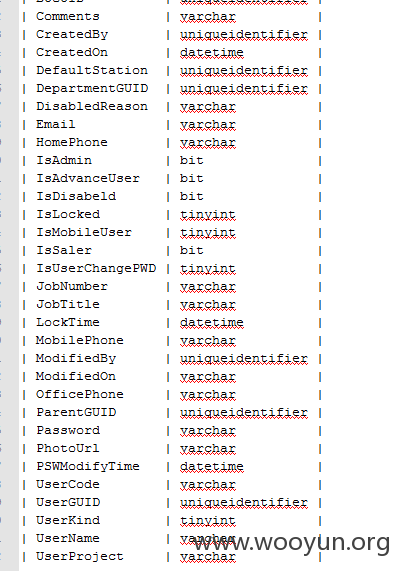 | Comments | varchar |
| CreatedBy | uniqueidentifier |
| CreatedOn | datetime |
| DefaultStation | uniqueidentifier |
| DepartmentGUID | uniqueidentifier |
| DisabledReason | varchar |
| Email | varchar |
| HomePhone | varchar |
| IsAdmin | bit |
| IsAdvanceUser | bit |
| IsDisabeld | bit |
| IsLocked | tinyint |
| IsMobileUser | tinyint |
| IsSaler | bit |
| IsUserChangePWD | tinyint |
| JobNumber | varchar |
| JobTitle | varchar |
| LockTime | datetime |
| MobilePhone | varchar |
| ModifiedBy | uniqueidentifier |
| ModifiedOn | varchar |
| OfficePhone | varchar |
| ParentGUID | uniqueidentifier |
| Password | varchar |
| PhotoUrl | varchar |
| PSWModifyTime | datetime |
| UserCode | varchar |
| UserGUID | uniqueidentifier |
| UserKind | tinyint |
| UserName | varchar |
www.wooyun.org
| UserProject | varchar |